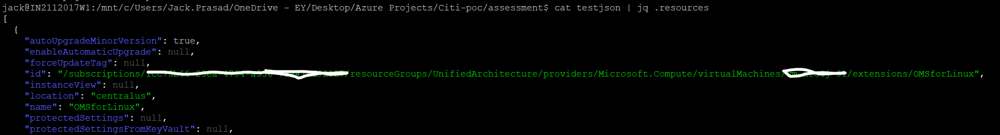 jack@IN2112017W1:/mnt/c/Users/Jack.Prasad/OneDrive - EY/Desktop/Azure Projects/Citi-poc/assessment$ cat testjson | jq .resources
[
  {
    "autoUpgradeMinorVersion": true,
    "enableAutomaticUpgrade": null,
    "forceUpdateTag": null,
    "id": "/subscriptions/ /resourceGroups/UnifiedArchitecture/providers/Microsoft.Compute/virtualMachines/ /extensions/OMSforLinux",
    "instanceView": null,
    "location": "centralus",
    "name": "OMSforLinux",
    "protectedSettings": null,
    "protectedSettingsFromKeyVault": null,